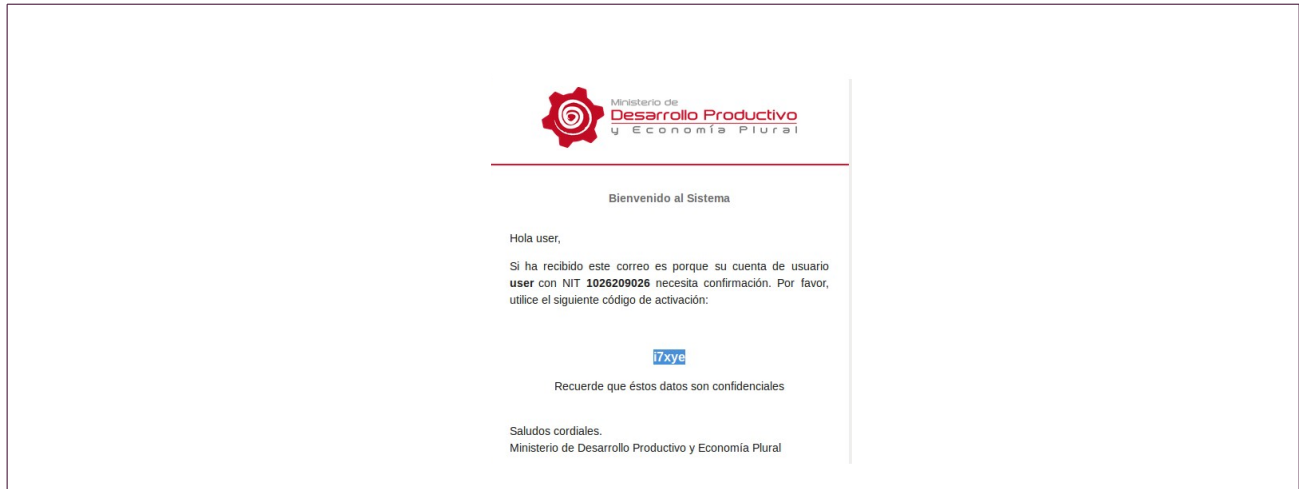 Ministerio de
Desarrollo Productivo
y Economía Plural
Bienvenido al Sistema
Hola user,
Si ha recibido este correo es porque su cuenta de usuario
user con NIT 1026209026 necesita confirmación. Por favor,
utilice el siguiente código de activación:
i7xye
Recuerde que éstos datos son confidenciales
Saludos cordiales.
Ministerio de Desarrollo Productivo y Economía Plural